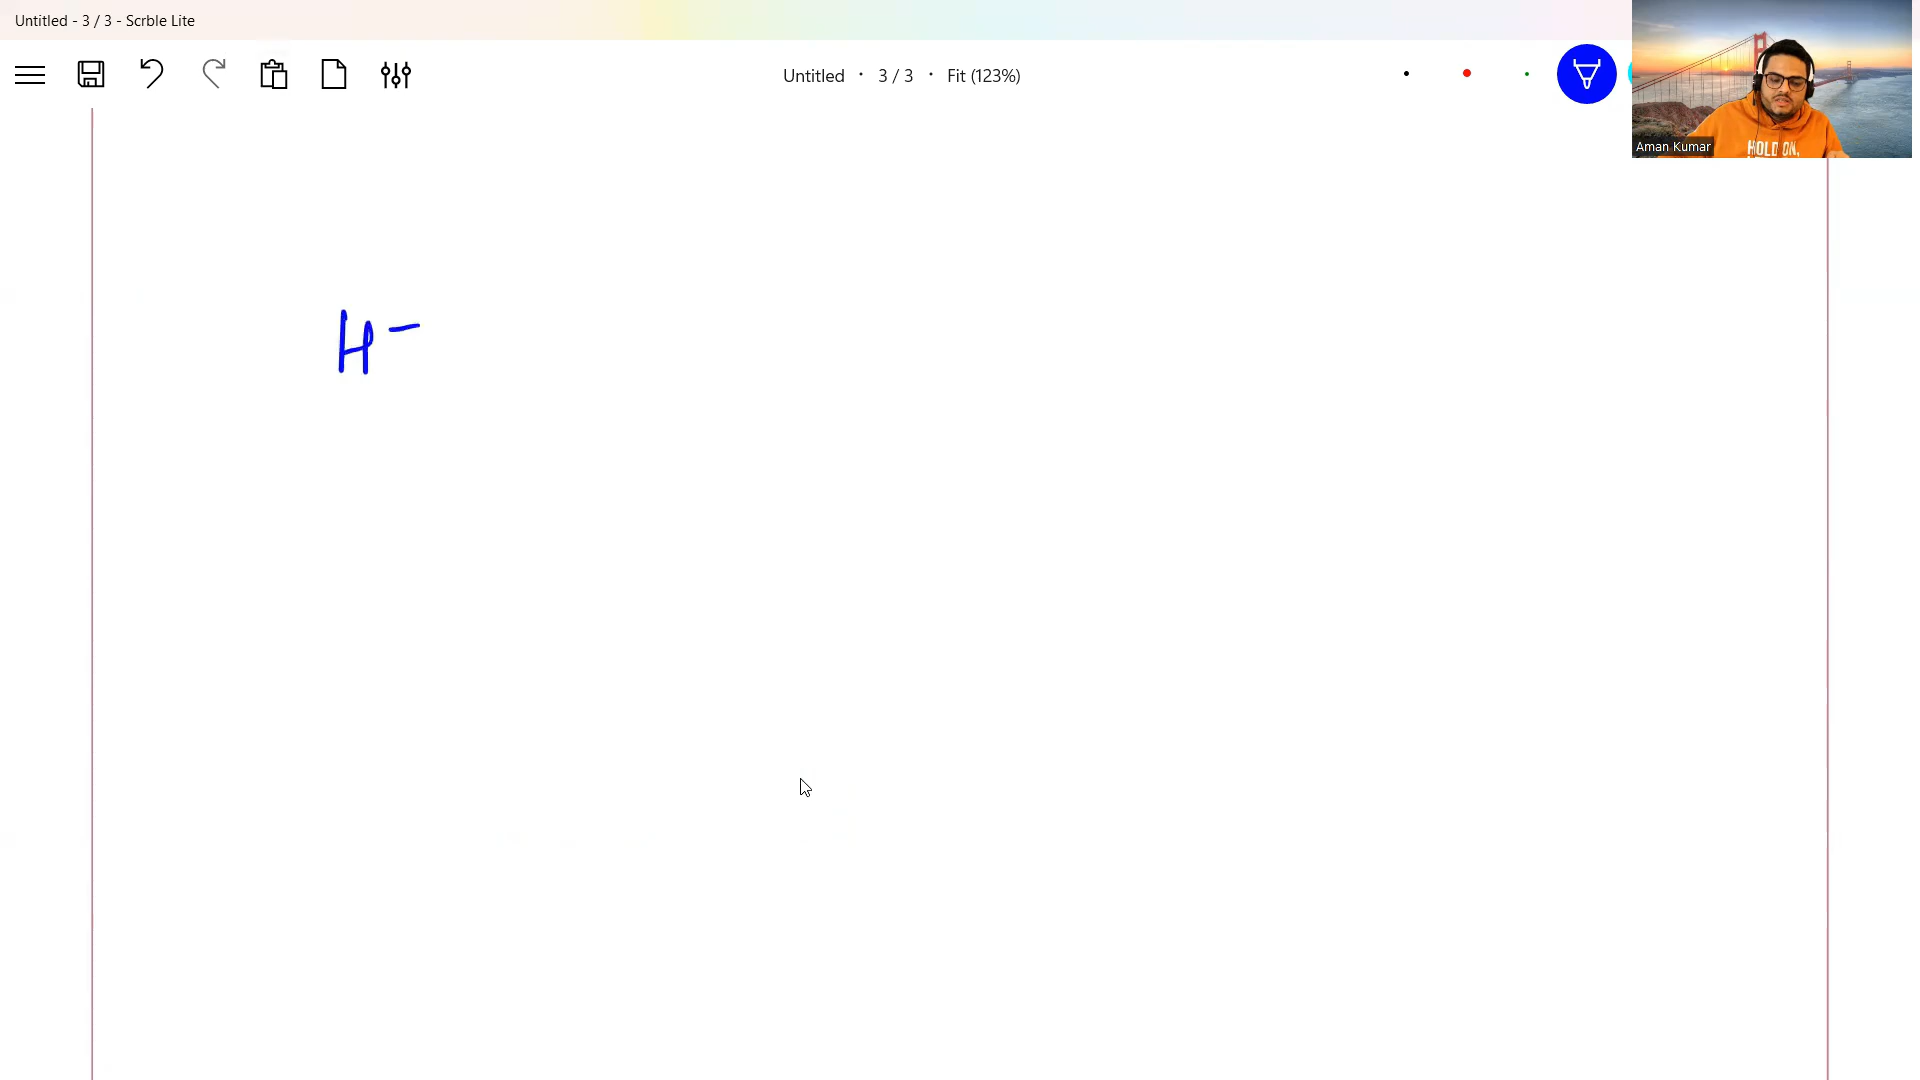 Untitled - 3 / 3 - Scrble Lite
Untitled • 3 / 3 • Fit (123%)
HOLD ON,
Aman Kumar
H –